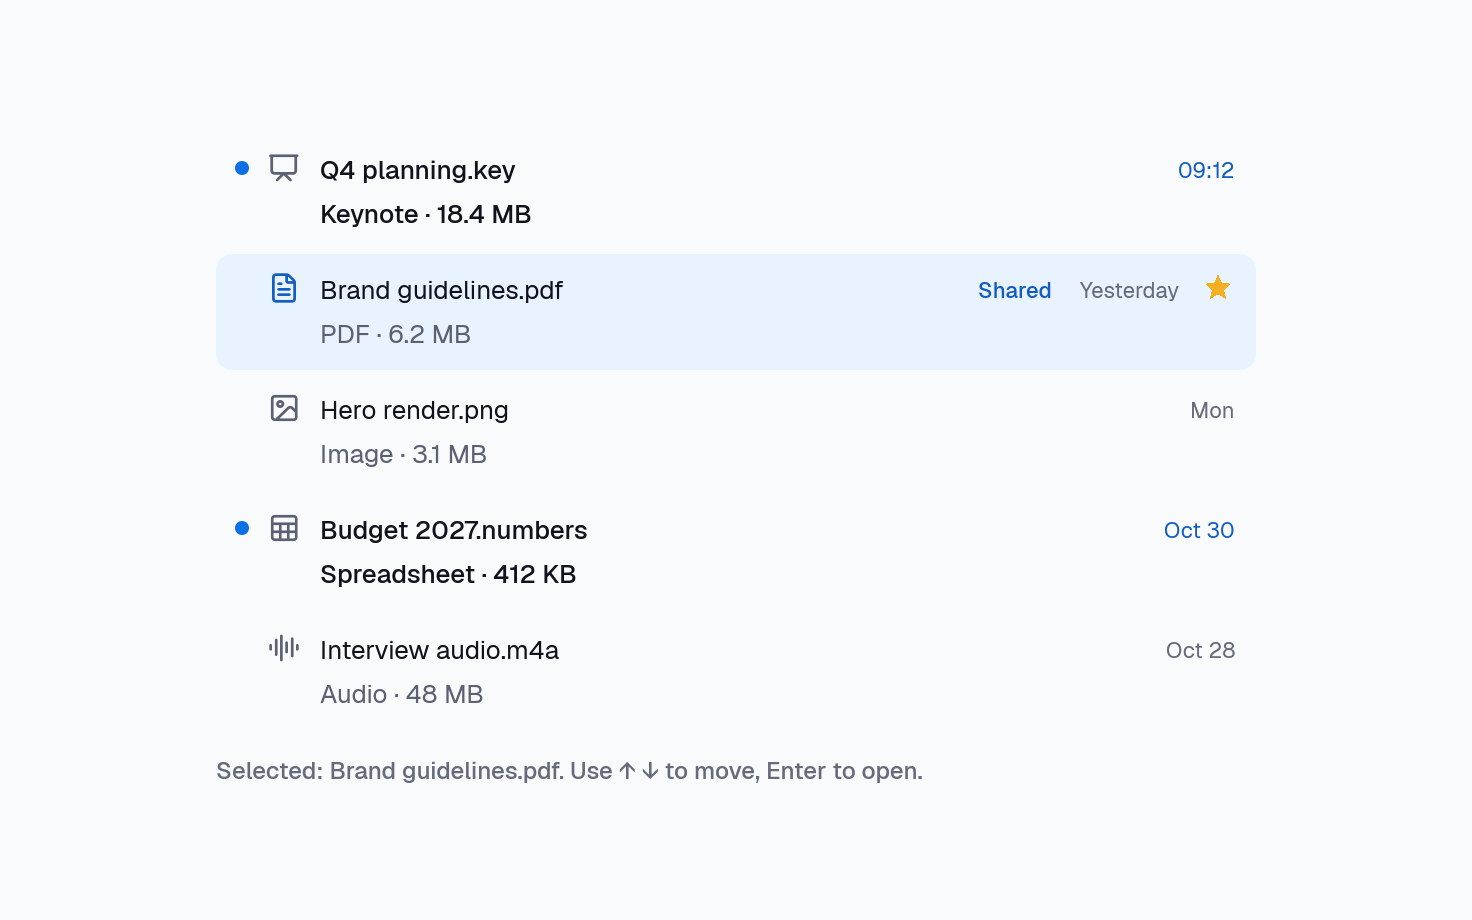 Q4 planning.key 09:12
Keynote · 18.4 MB
Brand guidelines.pdf Shared Yesterday
PDF · 6.2 MB
Hero render.png Mon
Image · 3.1 MB
Budget 2027.numbers Oct 30
Spreadsheet · 412 KB
Interview audio.m4a Oct 28
Audio · 48 MB
Selected: Brand guidelines.pdf. Use ↑ ↓ to move, Enter to open.